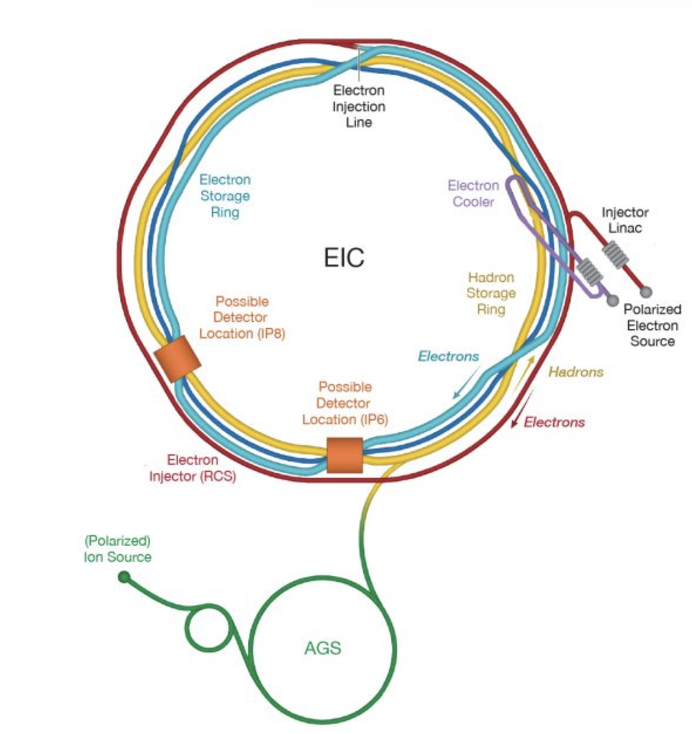 Electron
Injection
Line
Electron
Storage
Ring
Electron
Cooler
Injector
Linac
EIC
Hadron
Storage
Ring
Possible
Detector
Location (IP8)
Polarized
Electron
Source
Electrons
Hadrons
Possible
Detector
Location (IP6)
Electrons
Electron
Injector (RCS)
(Polarized)
Ion Source
AGS